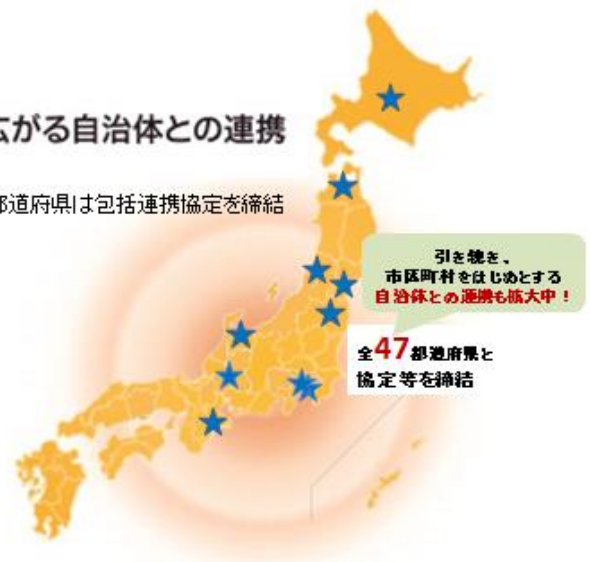 広がる自治体との連携
都道府県は包括連携協定を締結
引き続き、
市区町村をはじめとする
自治体との連携も拡大中！
全47都道府県と
協定等を締結